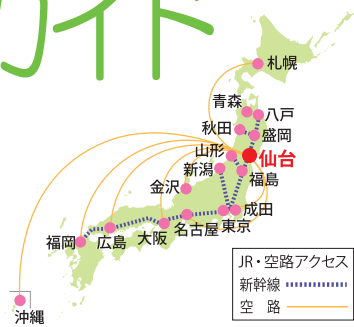 ガイド
札幌
青森
八戸
秋田
盛岡
山形
仙台
新潟
福島
金沢
成田
東京
名古屋
大阪
広島
福岡
沖縄
JR・空路アクセス
新幹線
空　路